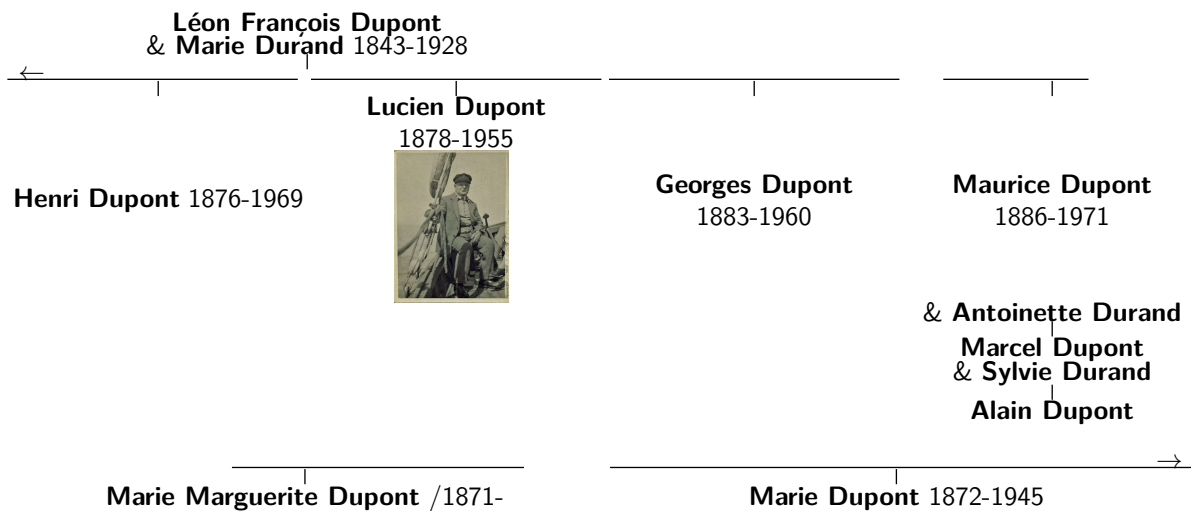 Léon François Dupont
& Marie Durand 1843-1928
←
Lucien Dupont
1878-1955
Henri Dupont 1876-1969
Georges Dupont
1883-1960
Maurice Dupont
1886-1971
& Antoinette Durand
Marcel Dupont
& Sylvie Durand
Alain Dupont
→
Marie Marguerite Dupont /1871-
Marie Dupont 1872-1945